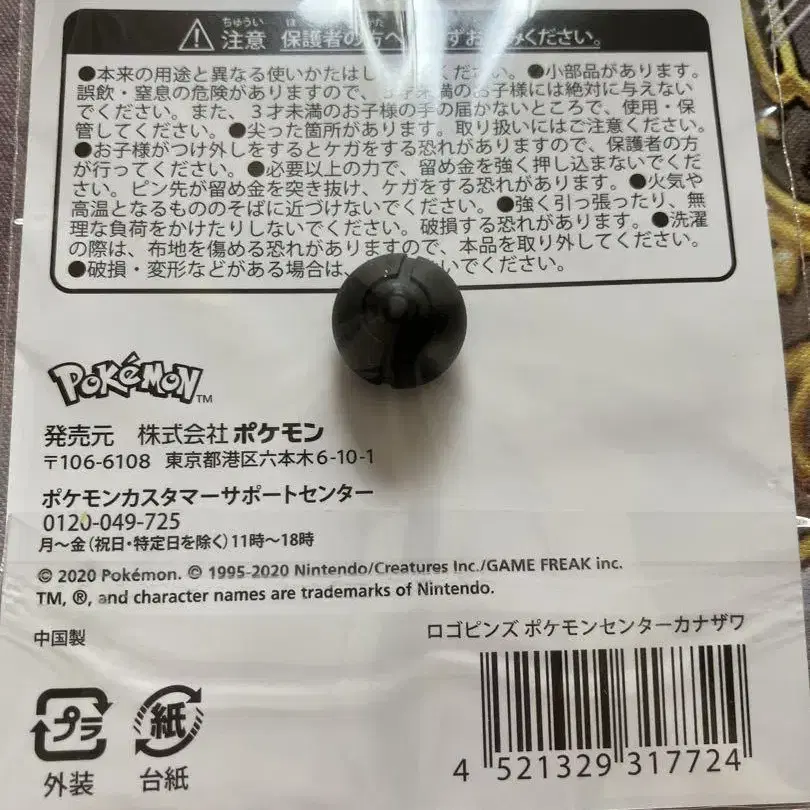 ちゅうい
注意 保護者の方へ ずお みください。
●本来の用途と異なる使いかたはし ください。●小部品があります。
誤飲・窒息の危険がありますので、3才未満のお子様には絶対に与えない
でください。また、3才未満のお子様の手の届かないところで、使用・保
管してください。●尖った箇所があります。取り扱いにはご注意ください。
●お子様がつけ外しをするとケガをする恐れがありますので、保護者の方
が行ってください。●必要以上の力で、留め金を強く押し込まないでくだ
さい。ピン先が留め金を突き抜け、ケガをする恐れがあります。●火気や
高温となるもののそばに近づけないでください。●強く引っ張ったり、無
理な負荷をかけたりしないでください。破損する恐れがあります。●洗濯
の際は、布地を傷める恐れがありますので、本品を取り外してください。
●破損・変形などがある場合は、 いでください。
POKéMON TM
発売元 株式会社ポケモン
〒106-6108 東京都港区六本木6-10-1
ポケモンカスタマーサポートセンター
0120-049-725
月～金(祝日・特定日を除く)11時～18時
© 2020 Pokémon. © 1995-2020 Nintendo/Creatures Inc./GAME FREAK inc.
TM, ®, and character names are trademarks of Nintendo.
中国製
ロゴピンズ ポケモンセンターカナザワ
プラ
外装
紙
台紙
4 521329 317724